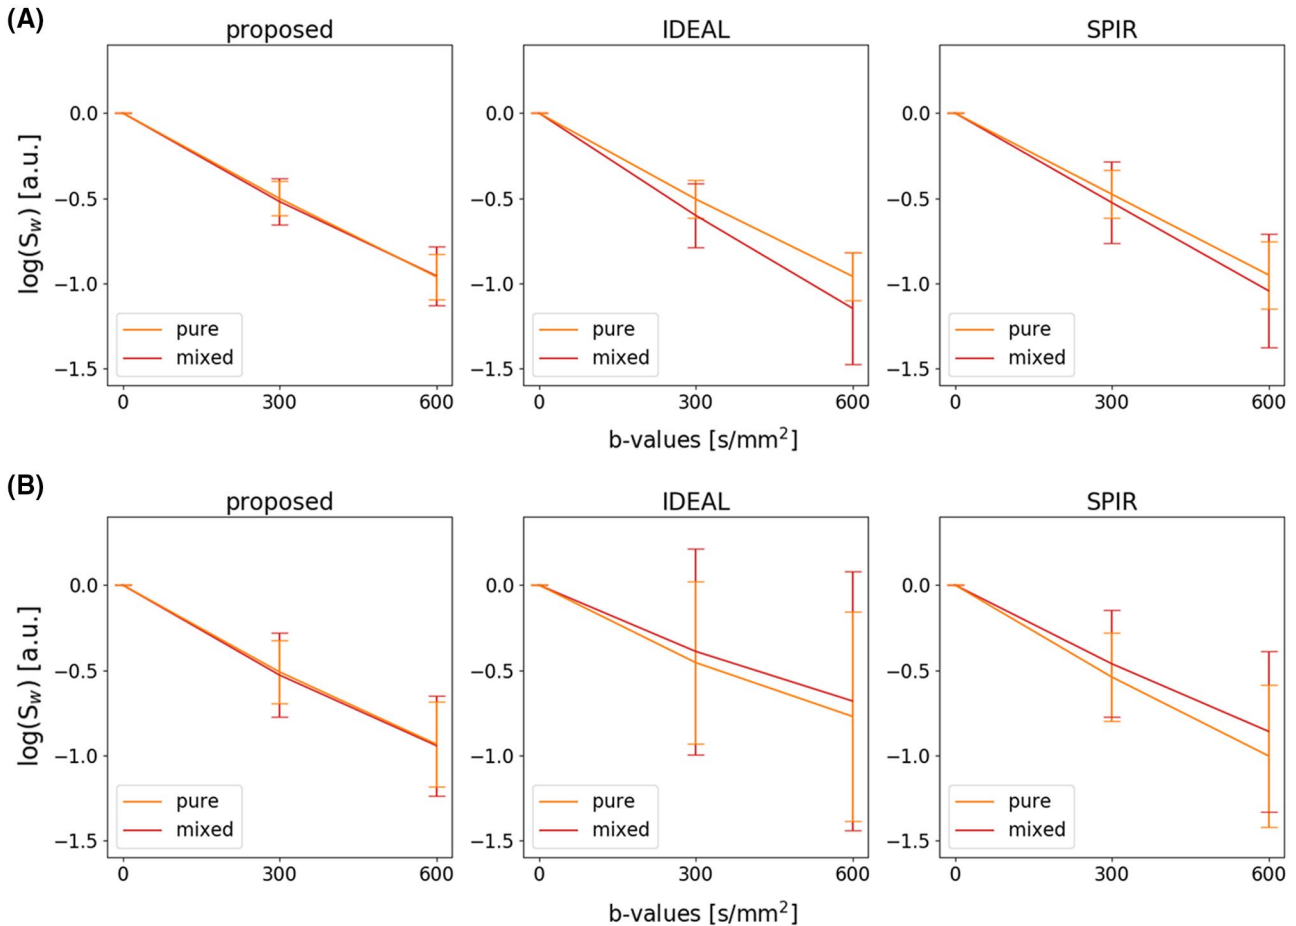 (A)
proposed IDEAL SPIR
log(S_w) [a.u.]
0.0 0.0 0.0
−0.5 −0.5 −0.5
−1.0 −1.0 −1.0
−1.5 −1.5 −1.5
pure pure pure
mixed mixed mixed
0 300 600 0 300 600 0 300 600
b-values [s/mm²]
(B)
proposed IDEAL SPIR
log(S_w) [a.u.]
0.0 0.0 0.0
−0.5 −0.5 −0.5
−1.0 −1.0 −1.0
−1.5 −1.5 −1.5
pure pure pure
mixed mixed mixed
0 300 600 0 300 600 0 300 600
b-values [s/mm²]